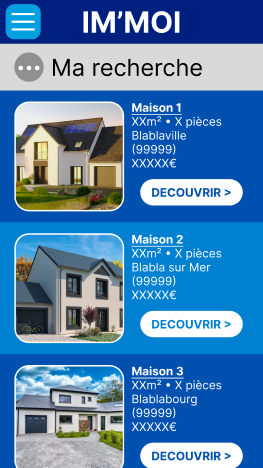 IM’MOI
Ma recherche
Maison 1
XXm² • X pièces
Blablaville
(99999)
XXXXX€
DECOUVRIR >
Maison 2
XXm² • X pièces
Blabla sur Mer
(99999)
XXXXX€
DECOUVRIR >
Maison 3
XXm² • X pièces
Blablabourg
(99999)
XXXXX€
DECOUVRIR >